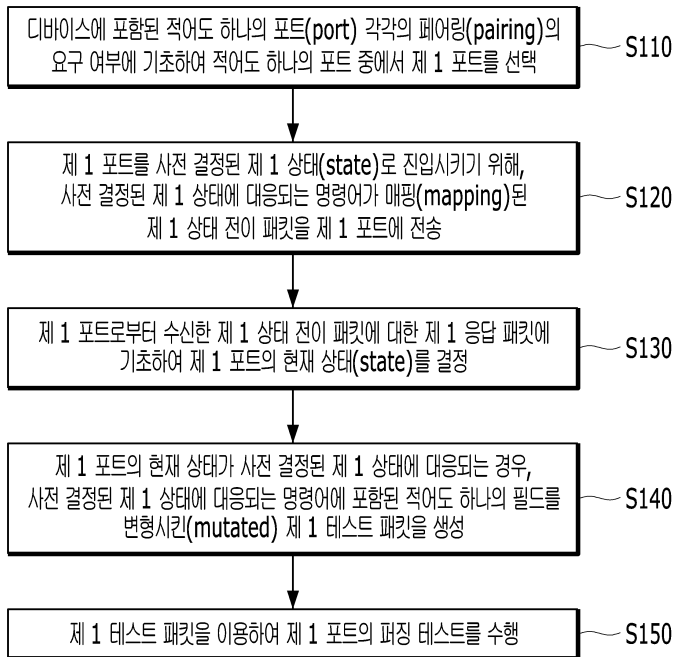 디바이스에 포함된 적어도 하나의 포트(port) 각각의 페어링(pairing)의
요구 여부에 기초하여 적어도 하나의 포트 중에서 제 1 포트를 선택
S110
제 1 포트를 사전 결정된 제 1 상태(state)로 진입시키기 위해,
사전 결정된 제 1 상태에 대응되는 명령어가 매핑(mapping)된
제 1 상태 전이 패킷을 제 1 포트에 전송
S120
제 1 포트로부터 수신한 제 1 상태 전이 패킷에 대한 제 1 응답 패킷에
기초하여 제 1 포트의 현재 상태(state)를 결정
S130
제 1 포트의 현재 상태가 사전 결정된 제 1 상태에 대응되는 경우,
사전 결정된 제 1 상태에 대응되는 명령어에 포함된 적어도 하나의 필드를
변형시킨(mutated) 제 1 테스트 패킷을 생성
S140
제 1 테스트 패킷을 이용하여 제 1 포트의 퍼징 테스트를 수행
S150